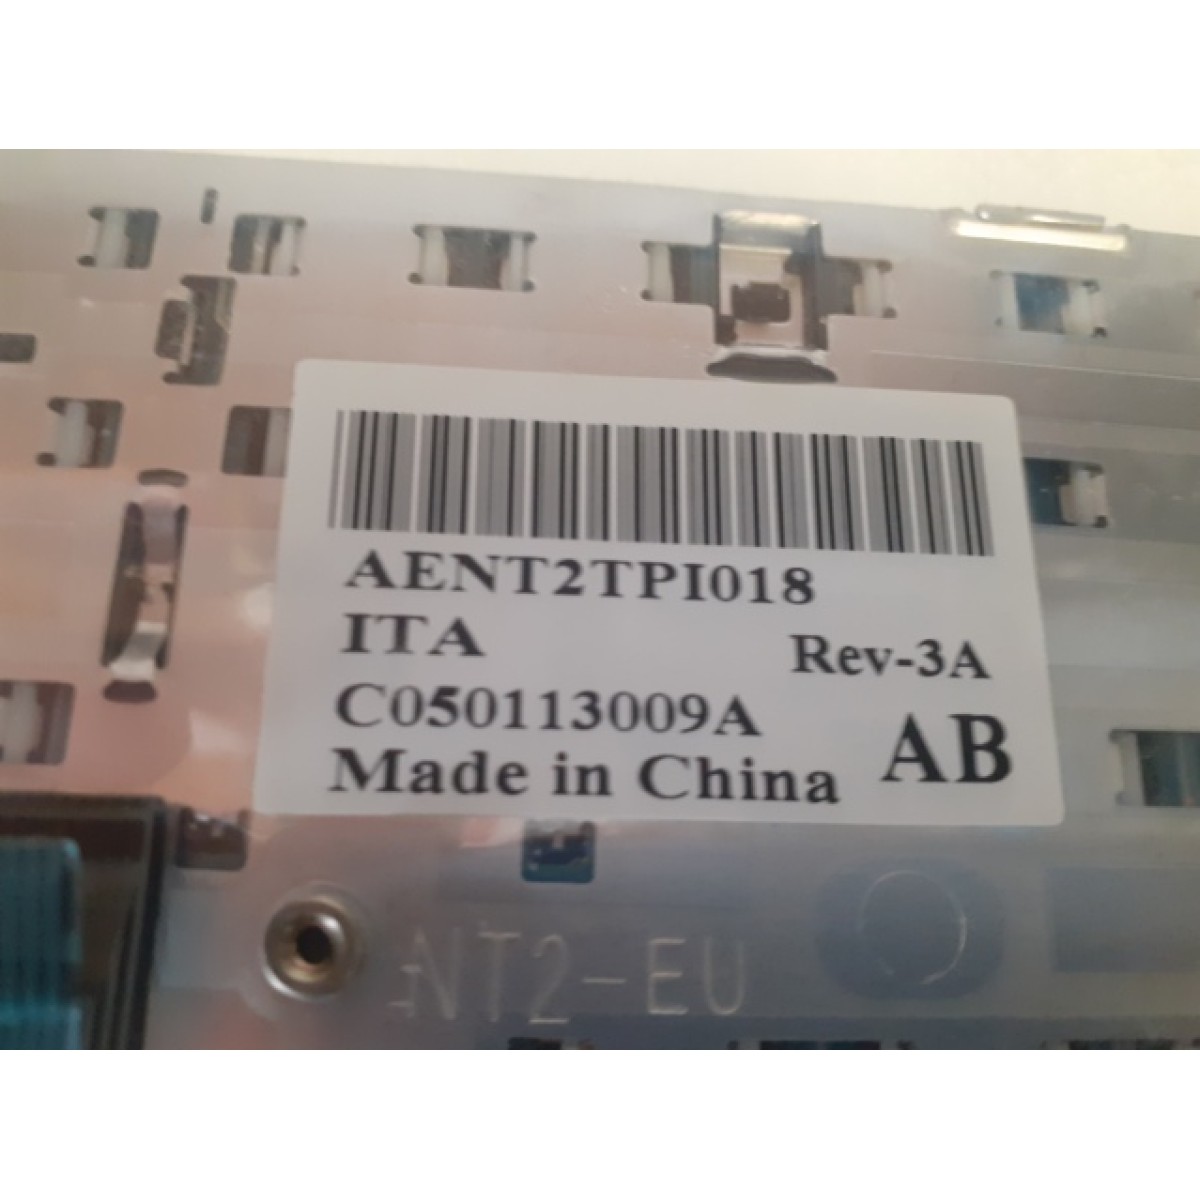 AENT2TPI018
ITA
Rev-3A
C050113009A
AB
Made in China
NT2-EU